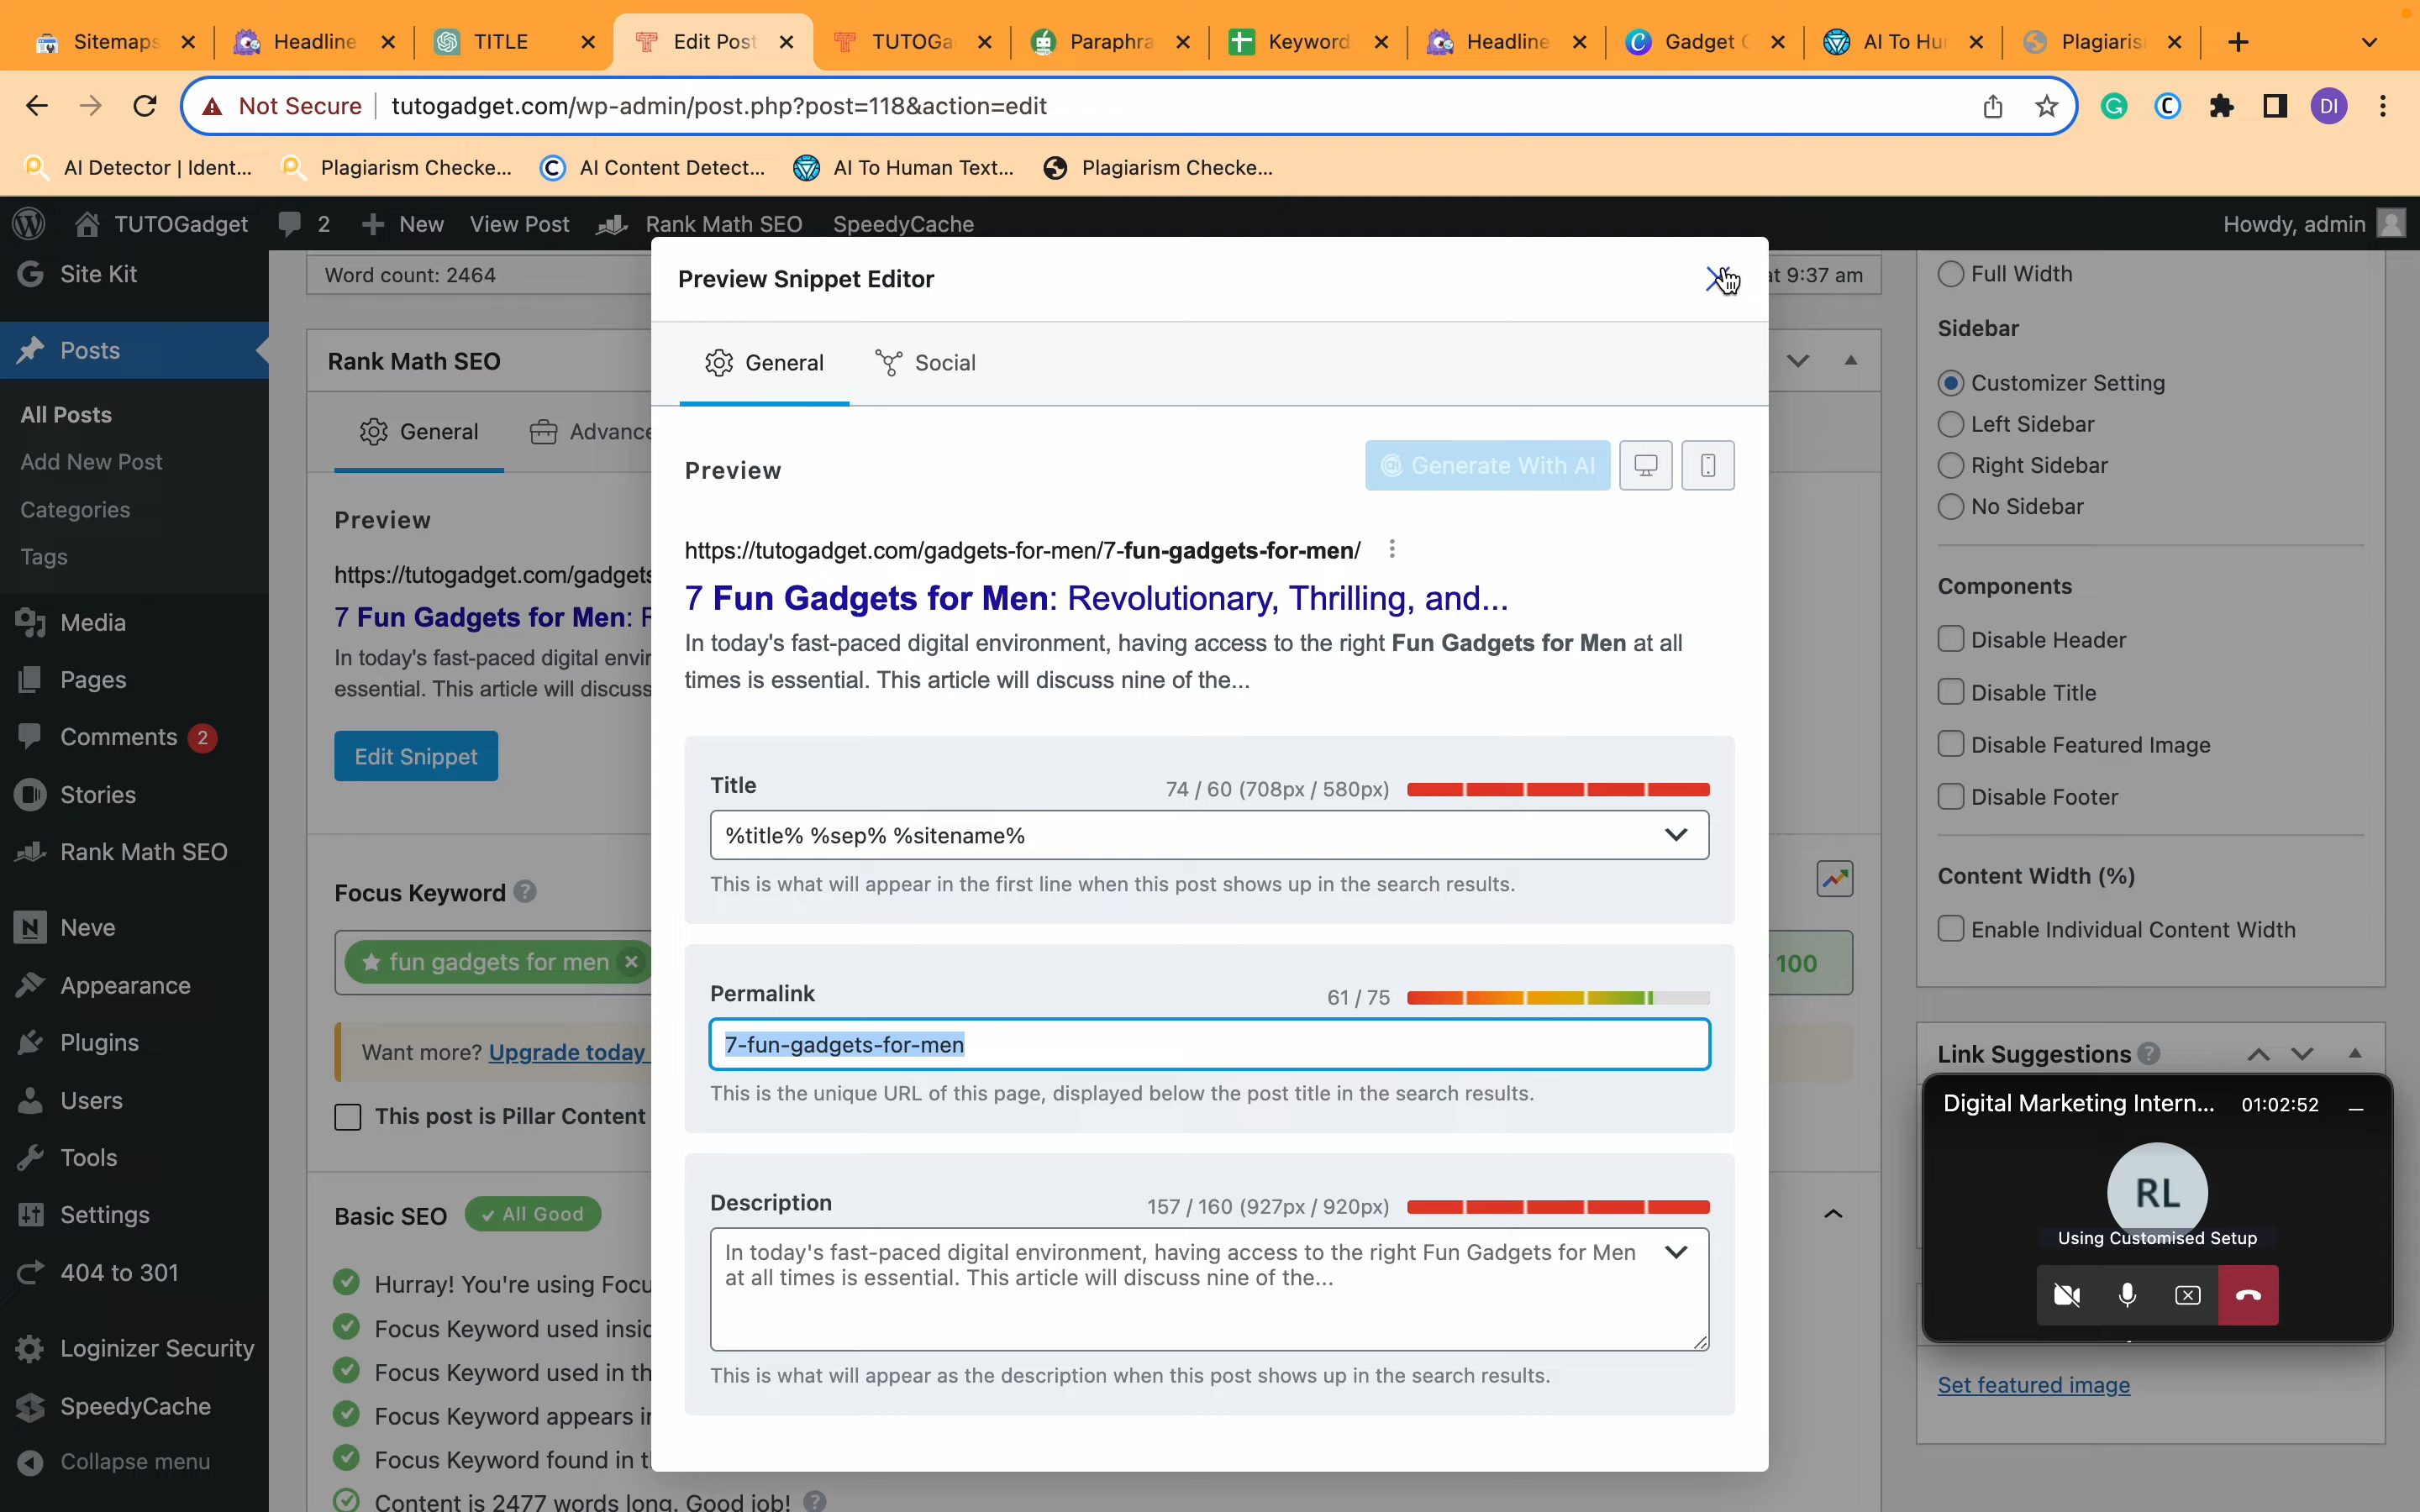 Sitemaps
Headline
TITLE
Edit Post
TUTOGa
Paraphra
Keyword
Headline
Gadget
AI To Hu
Plagiaris
Not Secure
tutogadget.com/wp-admin/post.php?post=118&action=edit
DI
AI Detector | Ident...
Plagiarism Checke...
AI Content Detect...
AI To Human Text...
Plagiarism Checke...
TUTOGadget
2
New
View Post
Rank Math SEO
SpeedyCache
Howdy, admin
Site Kit
Posts
All Posts
Add New Post
Categories
Tags
Media
Pages
Comments 2
Stories
Rank Math SEO
Neve
Appearance
Plugins
Users
Tools
Settings
404 to 301
Loginizer Security
SpeedyCache
Collapse menu
Word count: 2464
at 9:37 am
Rank Math SEO
General
Advance
Preview
https://tutogadget.com/gadgets
7 Fun Gadgets for Men:
In today's fast-paced digital envir
essential. This article will discuss
Edit Snippet
Focus Keyword
fun gadgets for men
100
Want more? Upgrade today
This post is Pillar Content
Basic SEO
All Good
Hurray! You're using Focu
Focus Keyword used insid
Focus Keyword used in th
Focus Keyword appears in
Focus Keyword found in t
Content is 2477 words long. Good job!
Preview Snippet Editor
General
Social
Preview
Generate With AI
https://tutogadget.com/gadgets-for-men/7-fun-gadgets-for-men/
7 Fun Gadgets for Men: Revolutionary, Thrilling, and...
In today's fast-paced digital environment, having access to the right Fun Gadgets for Men at all
times is essential. This article will discuss nine of the...
Title
74 / 60 (708px / 580px)
%title% %sep% %sitename%
This is what will appear in the first line when this post shows up in the search results.
Permalink
61 / 75
7-fun-gadgets-for-men
This is the unique URL of this page, displayed below the post title in the search results.
Description
157 / 160 (927px / 920px)
In today's fast-paced digital environment, having access to the right Fun Gadgets for Men
at all times is essential. This article will discuss nine of the...
This is what will appear as the description when this post shows up in the search results.
Full Width
Sidebar
Customizer Setting
Left Sidebar
Right Sidebar
No Sidebar
Components
Disable Header
Disable Title
Disable Featured Image
Disable Footer
Content Width (%)
Enable Individual Content Width
Link Suggestions
Digital Marketing Intern...
01:02:52
RL
Using Customised Setup
Set featured image